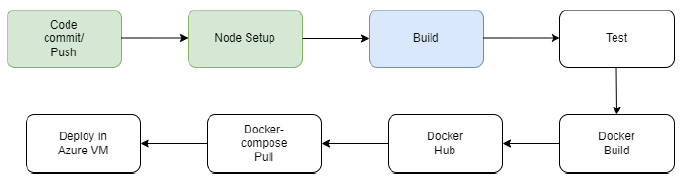 Code
commit/
Push
Node Setup
Build
Test
Deploy in
Azure VM
Docker-
compose
Pull
Docker
Hub
Docker
Build